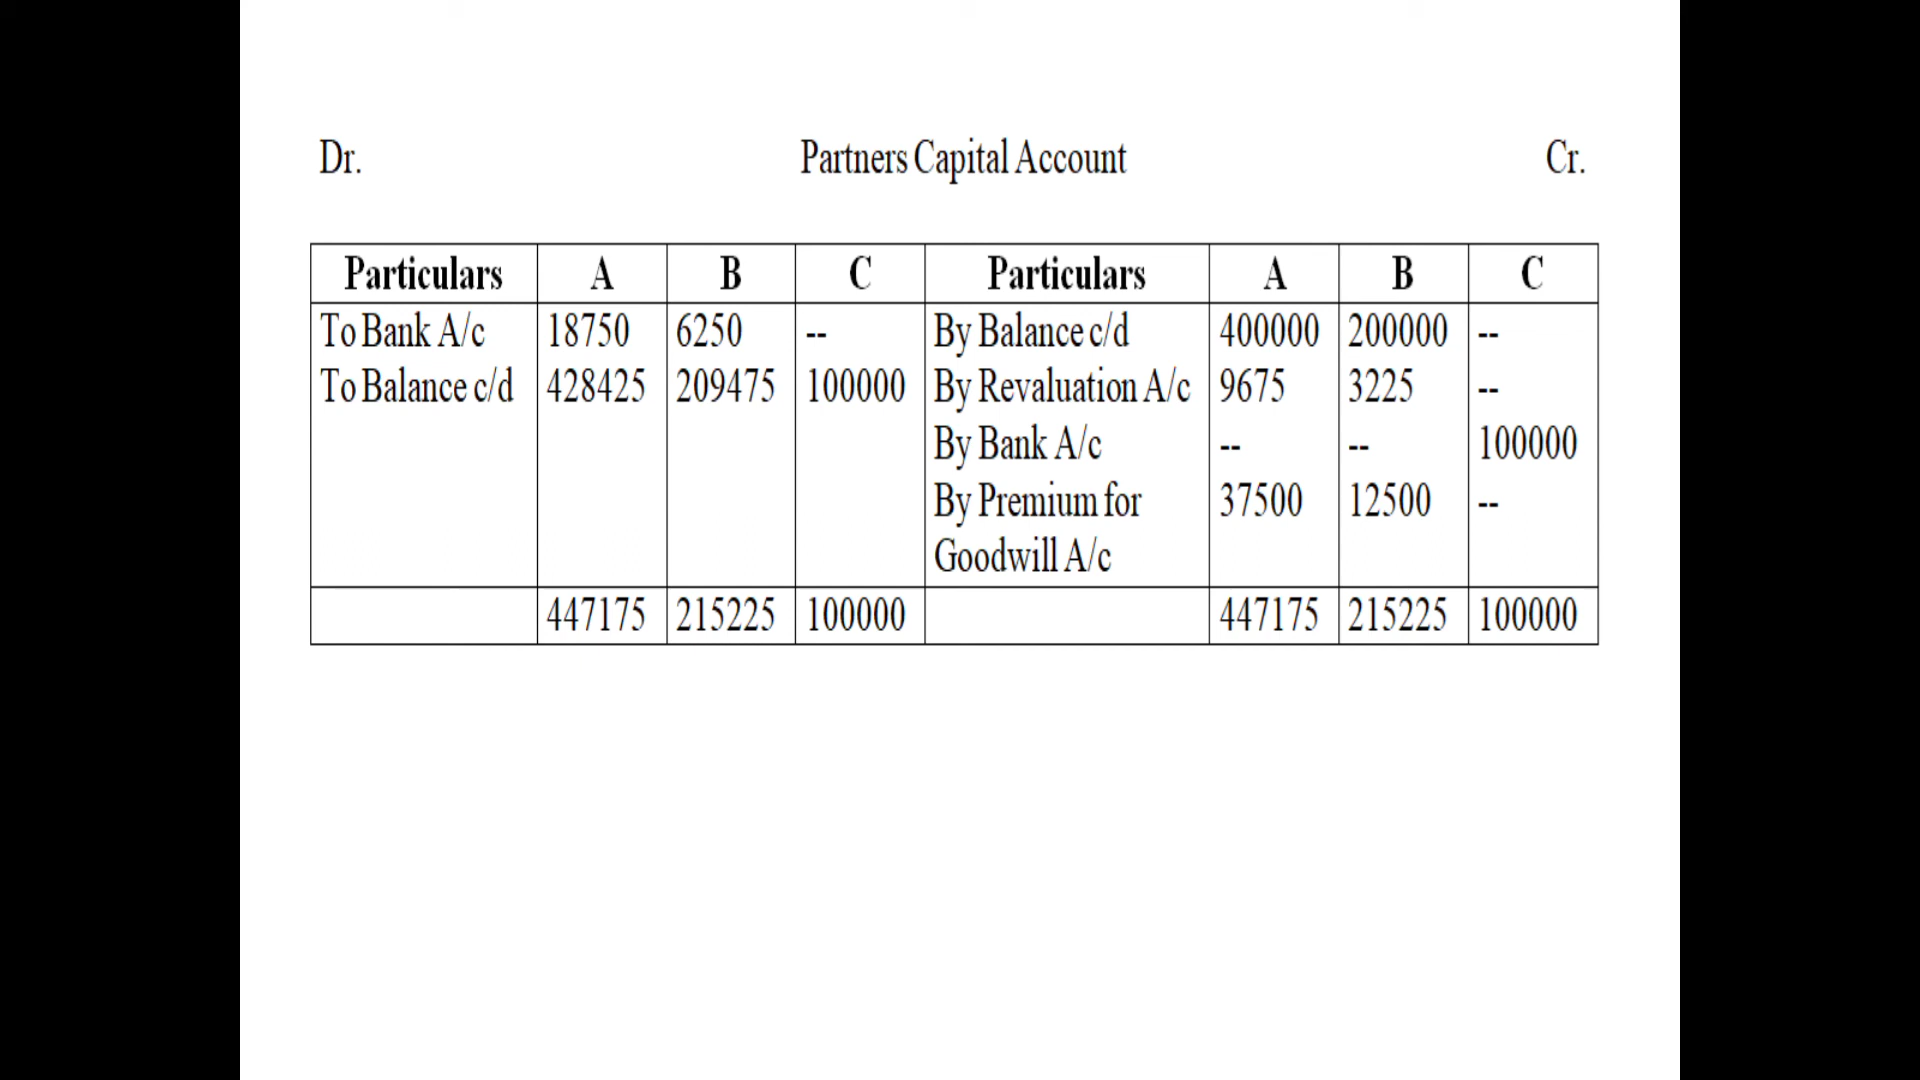 Dr. Partners Capital Account Cr.
Particulars A B C Particulars A B C
To Bank A/c 18750 6250 -- By Balance c/d 400000 200000 --
To Balance c/d 428425 209475 100000 By Revaluation A/c 9675 3225 --
By Bank A/c -- -- 100000
By Premium for 37500 12500 --
Goodwill A/c
447175 215225 100000 447175 215225 100000